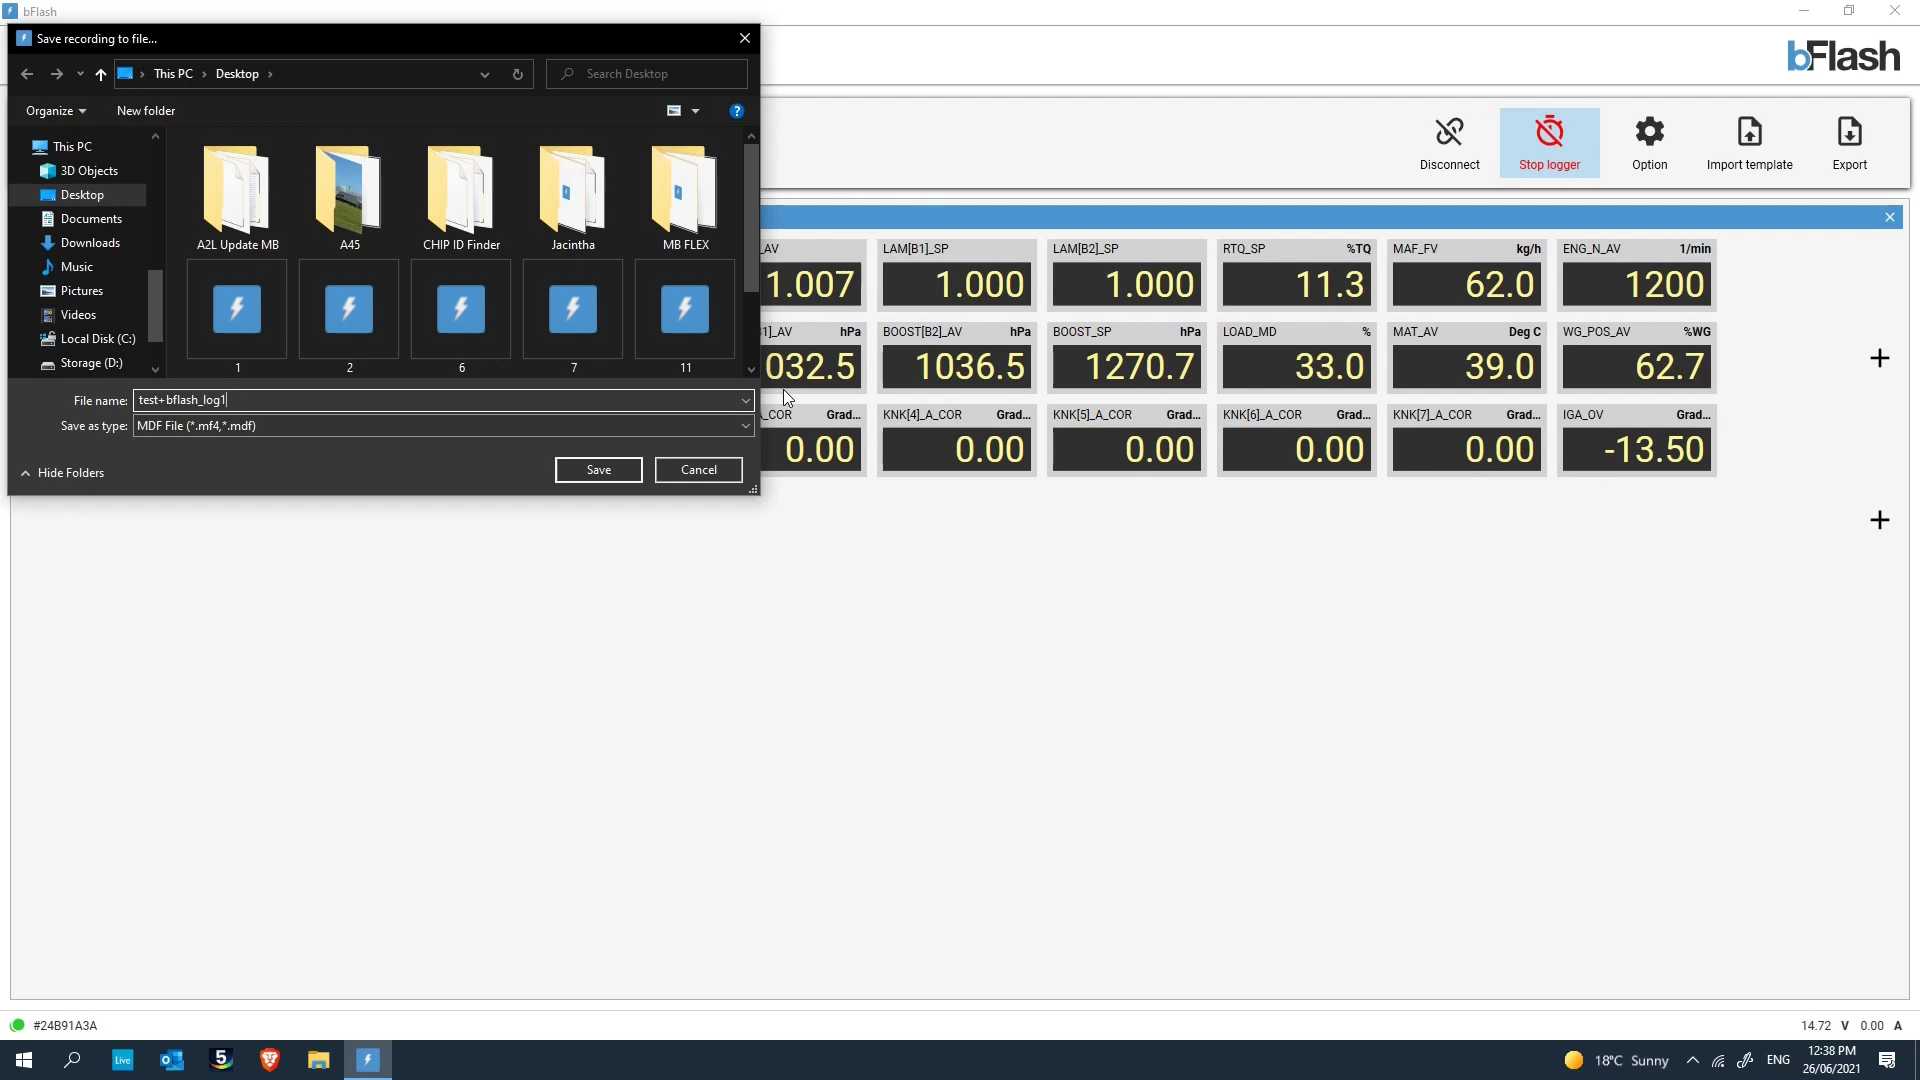 bFlash
Save recording to file...
This PC
Desktop
Search Desktop
bFlash
Organize
New folder
?
Disconnect
Stop logger
Option
Import template
Export
This PC
3D Objects
Desktop
Documents
Downloads
Music
Pictures
Videos
Local Disk (C:)
Storage (D:)
A2L Update MB
A45
CHIP ID Finder
Jacintha
MB FLEX
1
2
6
7
11
File name: test+bflash_log1
Save as type: MDF File (*.mf4,*.mdf)
Hide Folders
Save
Cancel
_AV
1.007
LAM[B1]_SP
1.000
LAM[B2]_SP
1.000
RTQ_SP %TQ
11.3
MAF_FV kg/h
62.0
ENG_N_AV 1/min
1200
1]_AV hPa
032.5
BOOST[B2]_AV hPa
1036.5
BOOST_SP hPa
1270.7
LOAD_MD %
33.0
MAT_AV Deg C
39.0
WG_POS_AV %WG
62.7
A_COR Grad...
0.00
KNK[4]_A_COR Grad...
0.00
KNK[5]_A_COR Grad...
0.00
KNK[6]_A_COR Grad...
0.00
KNK[7]_A_COR Grad...
0.00
IGA_OV Grad...
-13.50
#24B91A3A
14.72 V 0.00 A
Live
5
18°C Sunny
ENG
12:38 PM
26/06/2021